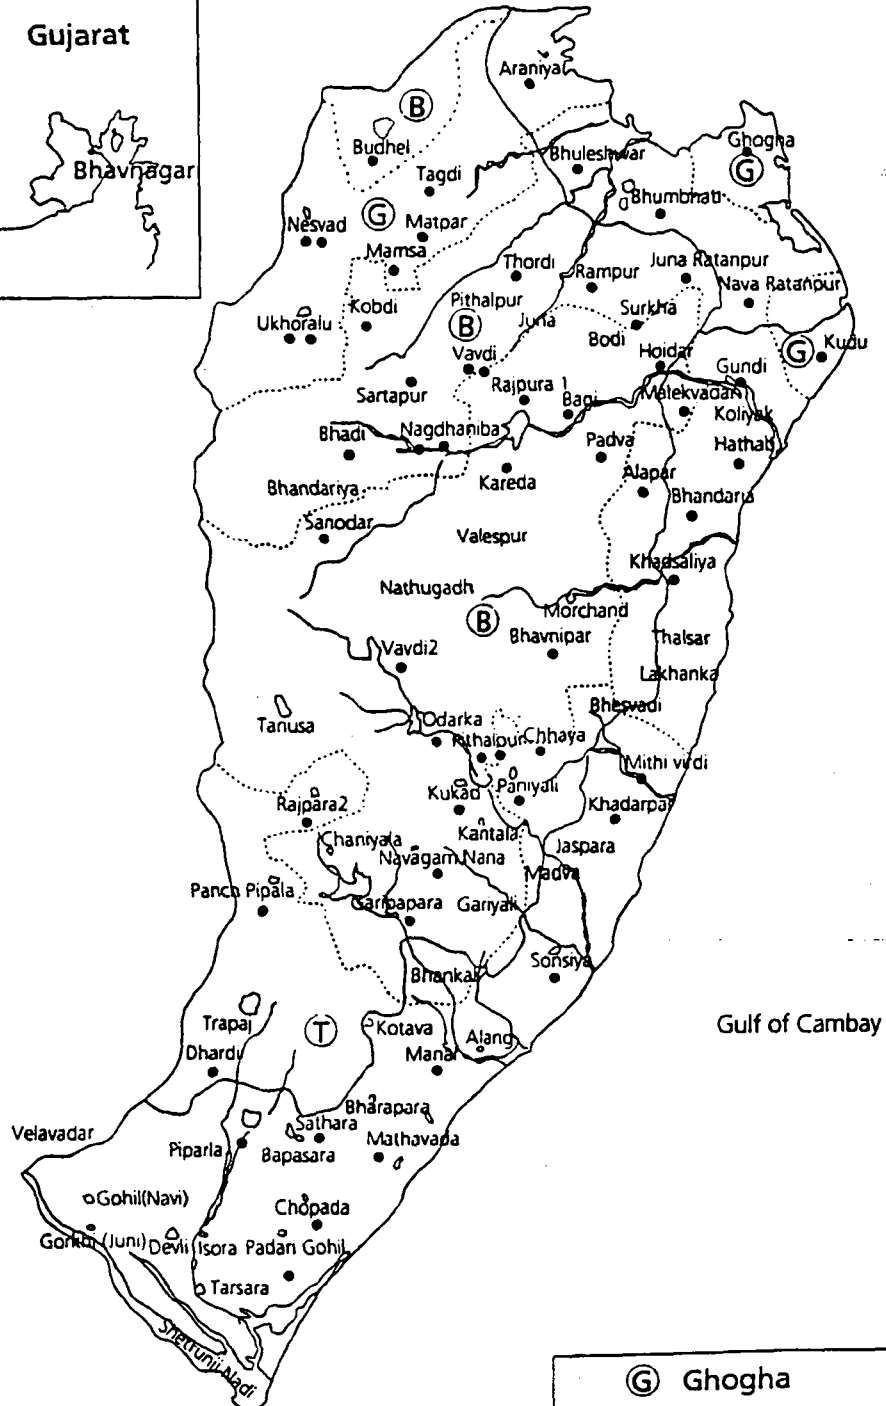 Gujarat
Bhavnagar
Araniyal
B
Budhel
Bhuleshwar
Ghogha
G
Tagdi
Bhumbhati
G
Nesvad
Matpar
Mamsa
Thordi
Rampur
Juna Ratanpur
Nava Ratanpur
Pithalpur
Kobdi
Ukhoralu
B
Juna
Surkha
Bodi
Hoidar
G
Kudu
Vavdi
Gundi
Sartapur
Rajpura 1
Bagi
Malekvadar
Koliyak
Bhadi
Nagdhaniba
Padva
Hathab
Bhandariya
Kareda
Alapar
Bhandaria
Sanodar
Valespur
Khadsaliya
Nathugadh
Morchand
B
Bhavnipar
Thalsar
Vavdi2
Lakhanka
Bhesvadi
Tanusa
Odarka
Pithalpur
Chhaya
Mithi virdi
Rajpara2
Kukad
Paniyali
Khadarpar
Kantala
Chaniyala
Jaspara
Navagam Nana
Madva
Panch Pipala
Garibapara
Gariyali
Bhankal
Sonsiya
Gulf of Cambay
Trapaj
T
Kotava
Alang
Dhardi
Manar
Bharapara
Velavadar
Sathara
Piparla
Bapasara
Mathavada
Gohil(Navi)
Chopada
Gorkhi (Juni)
Devli
Isora
Padari Gohil
Tarsara
Shetrunji Aladi
G Ghogha